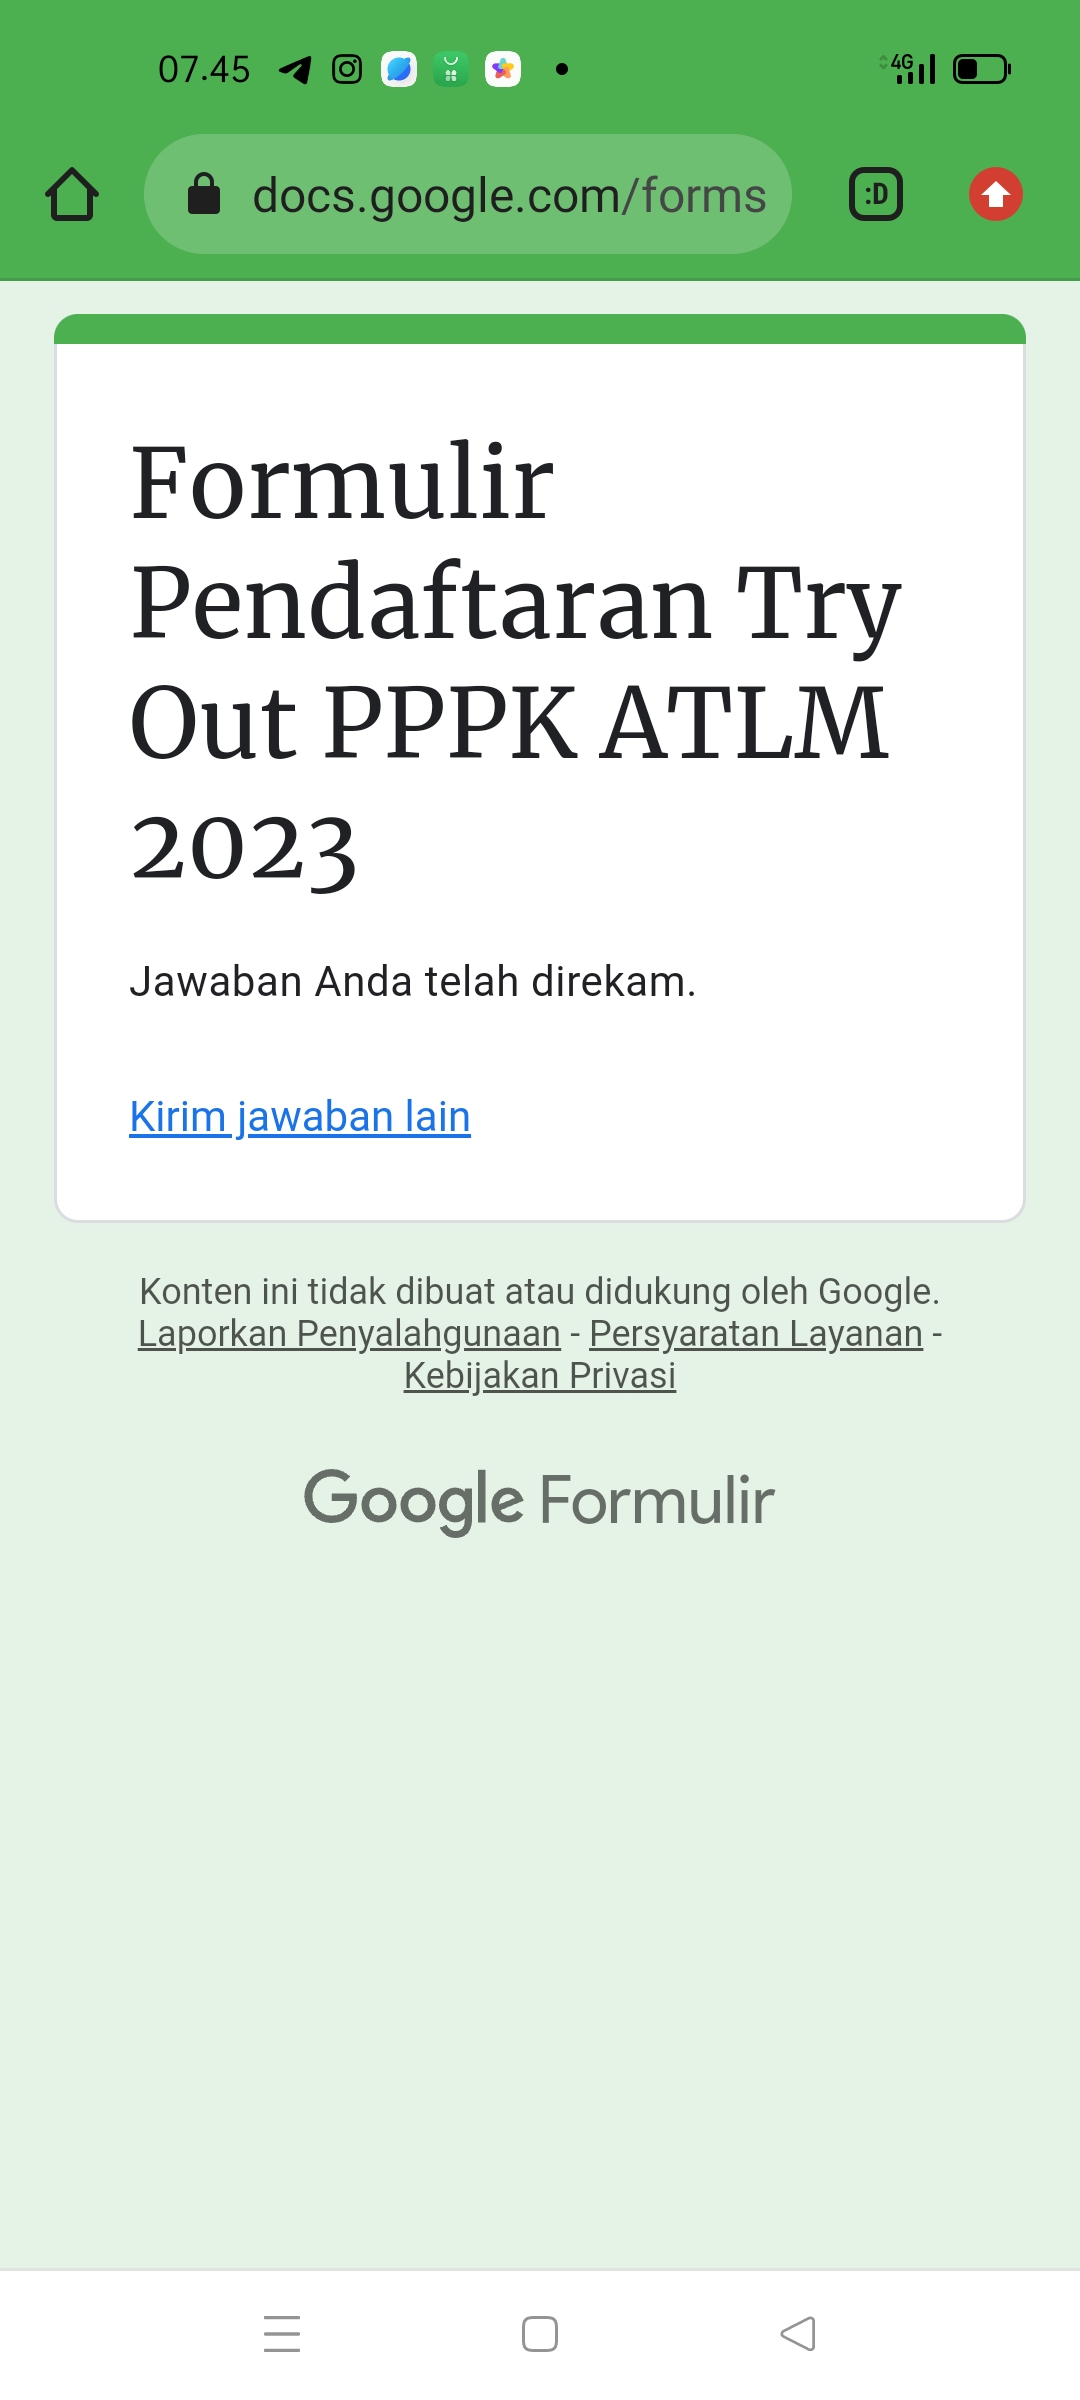 07.45
4G
docs.google.com/forms
:D
Formulir
Pendaftaran Try
Out PPPK ATLM
2023
Jawaban Anda telah direkam.
Kirim jawaban lain
Konten ini tidak dibuat atau didukung oleh Google.
Laporkan Penyalahgunaan - Persyaratan Layanan -
Kebijakan Privasi
Google Formulir